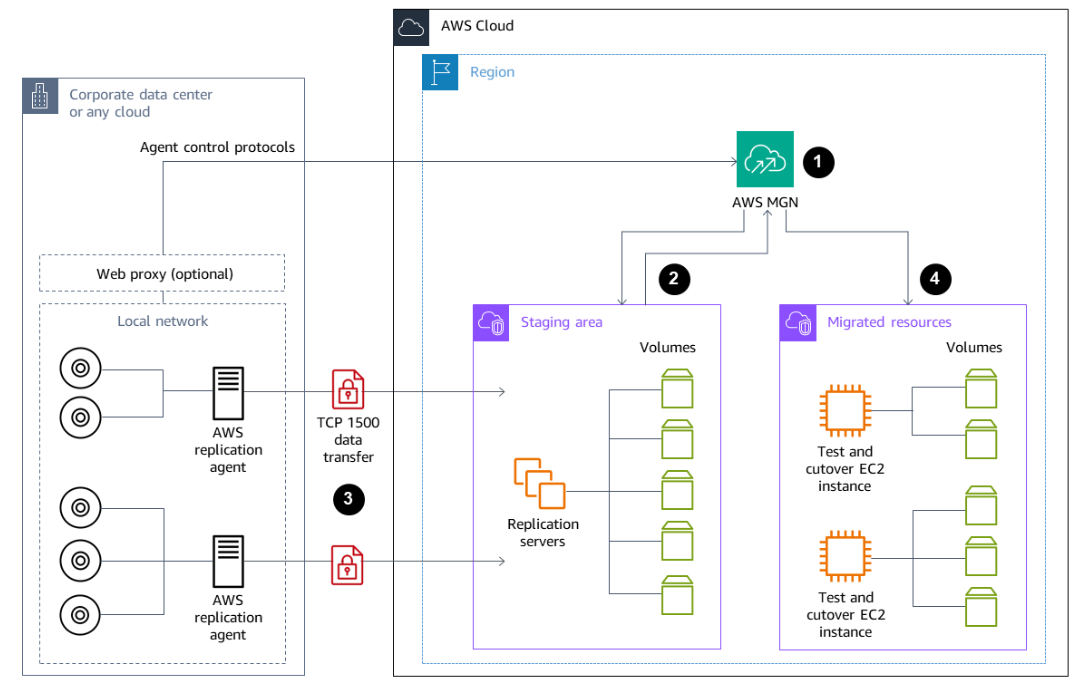 AWS Cloud
Region
Corporate data center
or any cloud
Agent control protocols
1
AWS MGN
Web proxy (optional)
2
4
Local network
Staging area
Migrated resources
Volumes
Volumes
AWS
replication
agent
TCP 1500
data
transfer
3
Replication
servers
Test and
cutover EC2
instance
AWS
replication
agent
Test and
cutover EC2
instance